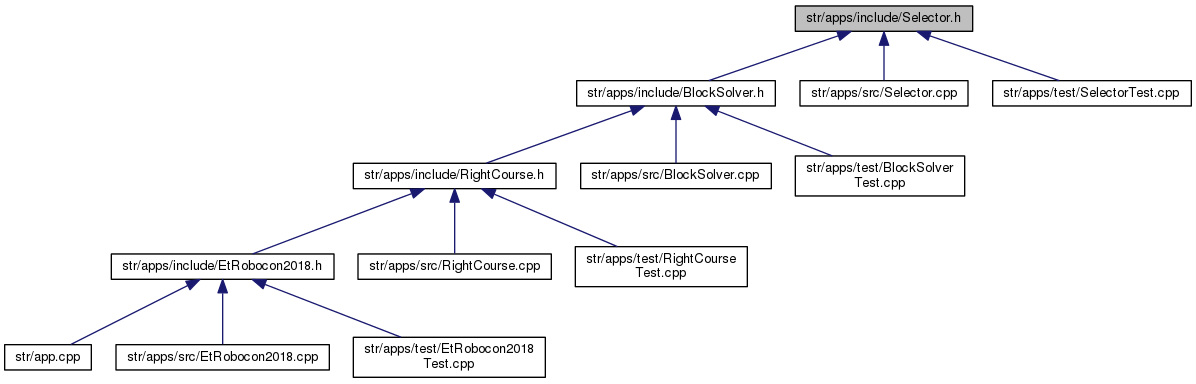 str/apps/include/Selector.h
str/apps/include/BlockSolver.h
str/apps/src/Selector.cpp
str/apps/test/SelectorTest.cpp
str/apps/include/RightCourse.h
str/apps/src/BlockSolver.cpp
str/apps/test/BlockSolver
Test.cpp
str/apps/include/EtRobocon2018.h
str/apps/src/RightCourse.cpp
str/apps/test/RightCourse
Test.cpp
str/app.cpp
str/apps/src/EtRobocon2018.cpp
str/apps/test/EtRobocon2018
Test.cpp